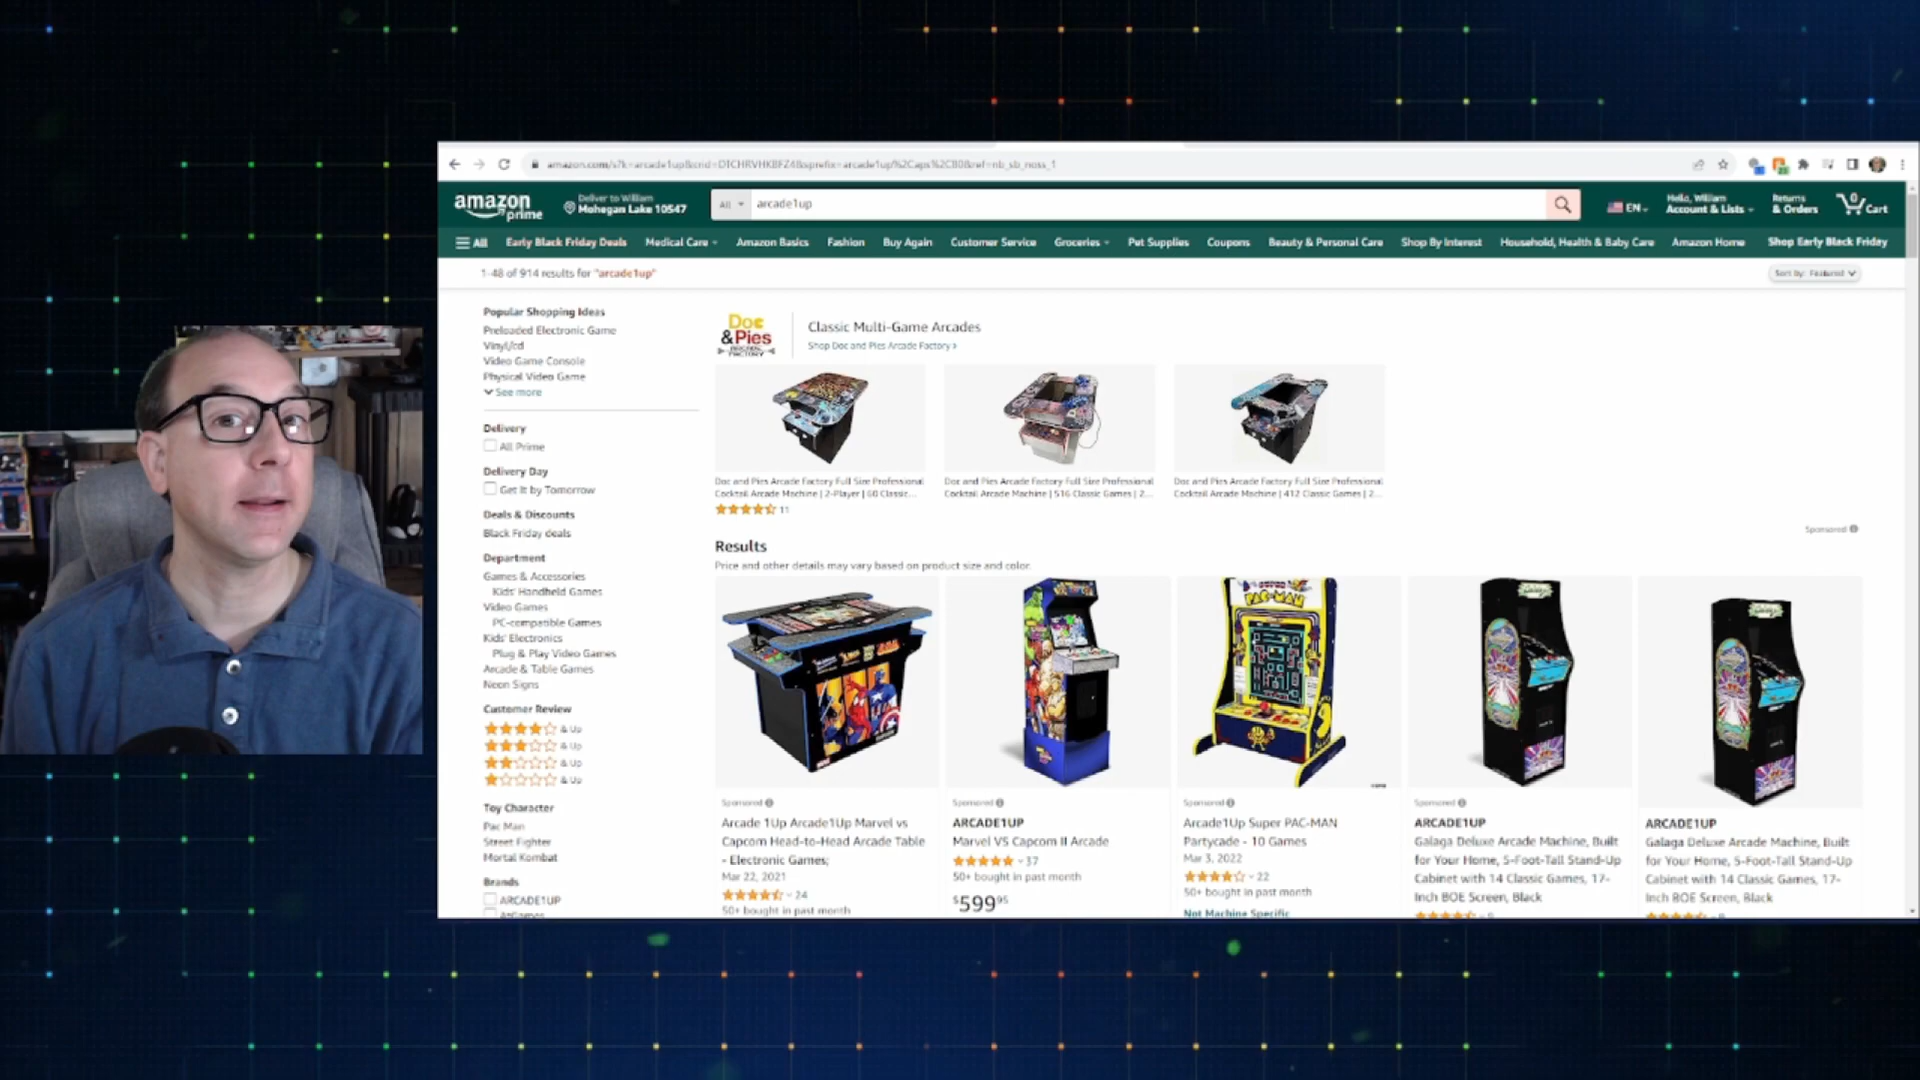 amazon.com/s?k=arcade1up&crid=DTCHRVHKBFZ4&sprefix=arcade1up%2Caps%2C80&ref=nb_sb_noss_1
amazon
prime
Deliver to William
Mohegan Lake 10547
All
arcade1up
EN
Hello, William
Account & Lists
Returns
& Orders
0
Cart
All
Early Black Friday Deals
Medical Care
Amazon Basics
Fashion
Buy Again
Customer Service
Groceries
Pet Supplies
Coupons
Beauty & Personal Care
Shop By Interest
Household, Health & Baby Care
Amazon Home
Shop Early Black Friday
1-48 of 914 results for "arcade1up"
Sort by: Featured
Popular Shopping Ideas
Preloaded Electronic Game
Vinyl/cd
Video Game Console
Physical Video Game
See more
Delivery
All Prime
Delivery Day
Get It by Tomorrow
Deals & Discounts
Black Friday deals
Department
Games & Accessories
Kids' Handheld Games
Video Games
PC-compatible Games
Kids' Electronics
Plug & Play Video Games
Arcade & Table Games
Neon Signs
Customer Review
& Up
& Up
& Up
& Up
Toy Character
Pac Man
Street Fighter
Mortal Kombat
Brands
ARCADE1UP
Doc
&Pies
ARCADE
FACTORY
Classic Multi-Game Arcades
Shop Doc and Pies Arcade Factory ›
Doc and Pies Arcade Factory Full Size Professional
Cocktail Arcade Machine | 2-Player | 60 Classic...
11
Doc and Pies Arcade Factory Full Size Professional
Cocktail Arcade Machine | 516 Classic Games | 2...
Doc and Pies Arcade Factory Full Size Professional
Cocktail Arcade Machine | 412 Classic Games | 2...
Sponsored
Results
Price and other details may vary based on product size and color.
SUPER
PAC-MAN
Sponsored
Arcade 1Up Arcade1Up Marvel vs
Capcom Head-to-Head Arcade Table
- Electronic Games;
Mar 22, 2021
24
50+ bought in past month
Sponsored
ARCADE1UP
Marvel VS Capcom II Arcade
37
50+ bought in past month
$59995
Sponsored
Arcade1Up Super PAC-MAN
Partycade - 10 Games
Mar 3, 2022
22
50+ bought in past month
Not Machine Specific
Sponsored
ARCADE1UP
Galaga Deluxe Arcade Machine, Built
for Your Home, 5-Foot-Tall Stand-Up
Cabinet with 14 Classic Games, 17-
Inch BOE Screen, Black
ARCADE1UP
Galaga Deluxe Arcade Machine, Built
for Your Home, 5-Foot-Tall Stand-Up
Cabinet with 14 Classic Games, 17-
Inch BOE Screen, Black